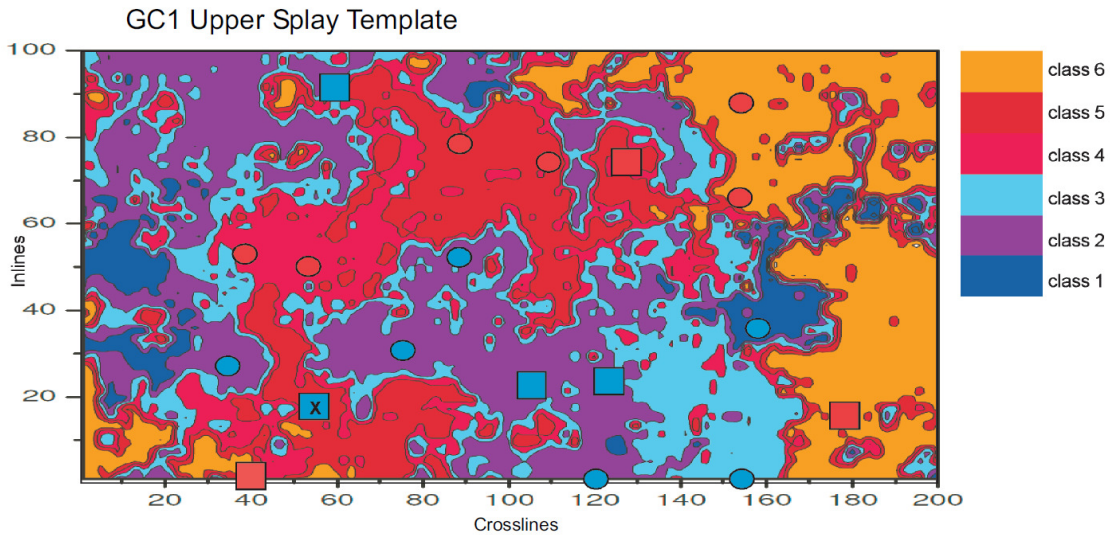 GC1 Upper Splay Template
100
80
60
40
20
Inlines
X
20 40 60 80 100 120 140 160 180 200
Crosslines
class 6
class 5
class 4
class 3
class 2
class 1